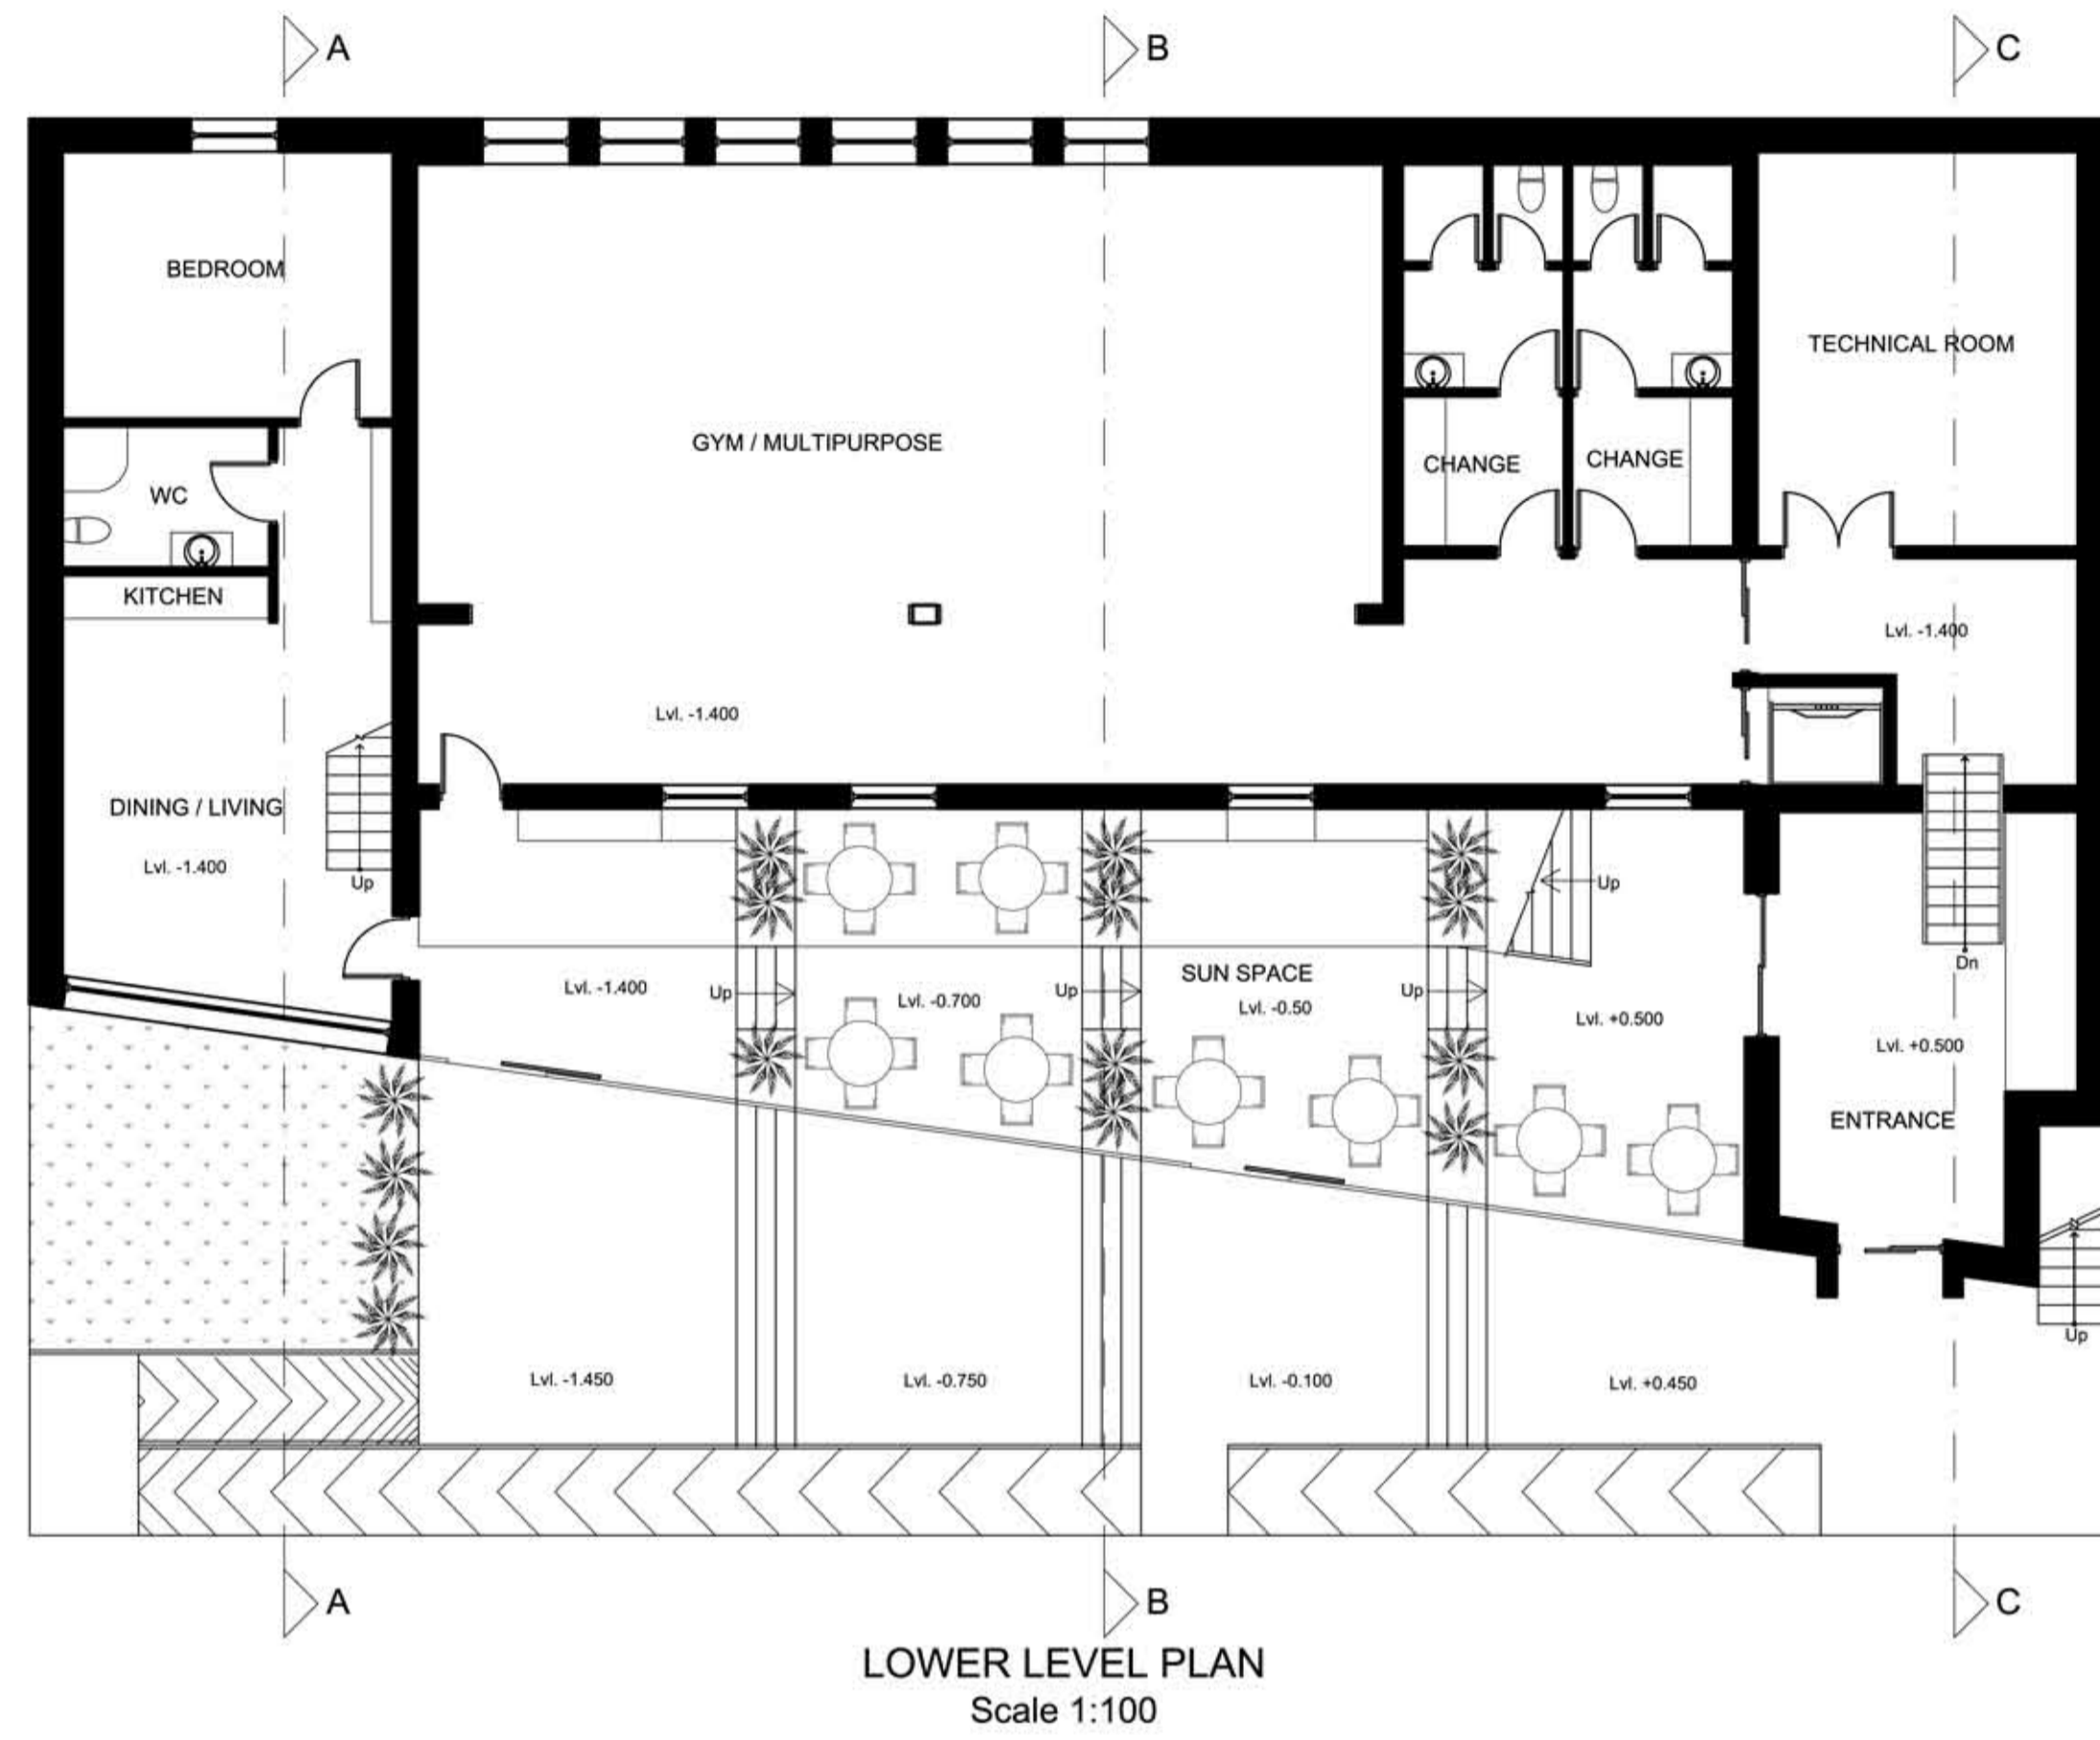 A
B
C
BEDROOM
TECHNICAL ROOM
GYM / MULTIPURPOSE
CHANGE
CHANGE
WC
KITCHEN
Lvl. -1.400
Lvl. -1.400
DINING / LIVING
Lvl. -1.400
Up
Up
Dn
SUN SPACE
Lvl. -1.400
Up
Lvl. -0.700
Up
Lvl. -0.50
Up
Lvl. +0.500
Lvl. +0.500
ENTRANCE
Up
Lvl. -1.450
Lvl. -0.750
Lvl. -0.100
Lvl. +0.450
A
B
C
LOWER LEVEL PLAN
Scale 1:100